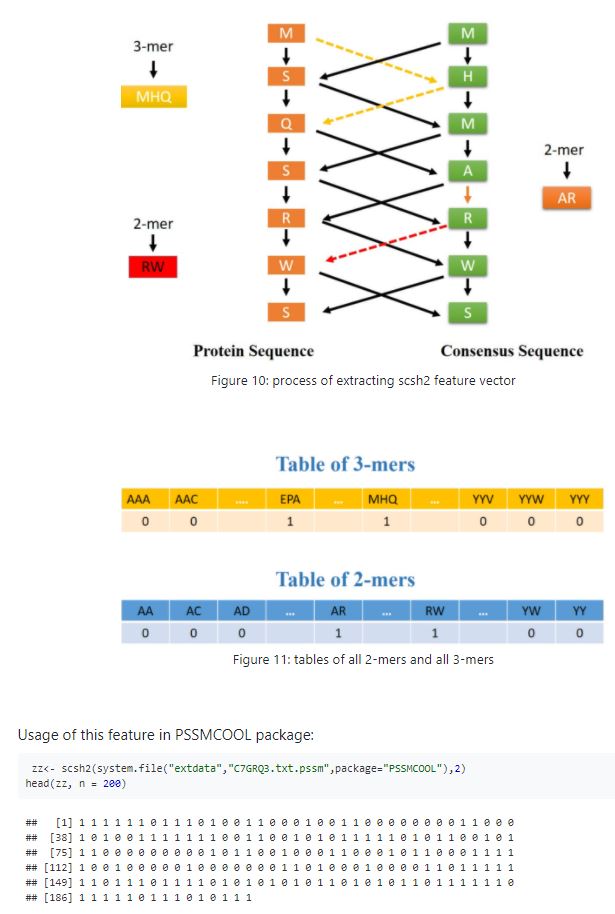 3-mer
MHQ
2-mer
RW
M
S
Q
S
R
W
S
M
H
M
A
R
W
S
2-mer
AR
Protein Sequence
Consensus Sequence
Figure 10: process of extracting scsh2 feature vector
Table of 3-mers
AAA AAC .... EPA ... MHQ ... YYV YYW YYY
0 0 1 1 0 0 0
Table of 2-mers
AA AC AD ... AR ... RW ... YW YY
0 0 0 1 1 0 0
Figure 11: tables of all 2-mers and all 3-mers
Usage of this feature in PSSMCOOL package:
zz<- scsh2(system.file("extdata","C7GRQ3.txt.pssm",package="PSSMCOOL"),2)
head(zz, n = 200)
## [1] 1 1 1 1 1 1 0 1 1 1 0 1 0 0 1 1 0 0 0 1 0 0 1 1 0 0 0 0 0 0 0 0 1 1 0 0 0
## [38] 1 0 1 0 0 1 1 1 1 1 1 1 0 0 1 1 0 0 1 0 1 0 1 1 1 1 1 0 1 0 1 1 0 0 1 0 1
## [75] 1 1 0 0 0 0 0 0 0 0 0 1 0 1 1 0 0 1 0 0 0 1 1 0 0 0 1 0 1 1 0 0 0 1 1 1 1
## [112] 1 0 0 1 0 0 0 0 0 1 0 0 0 0 0 0 0 1 1 0 1 0 0 0 1 0 0 0 0 1 1 0 1 1 1 1 1
## [149] 1 1 0 1 1 1 0 1 1 1 1 0 1 0 1 0 1 0 1 0 1 1 0 1 0 1 0 1 1 0 1 1 1 1 1 1 0
## [186] 1 1 1 1 1 0 1 1 1 0 1 0 1 1 1